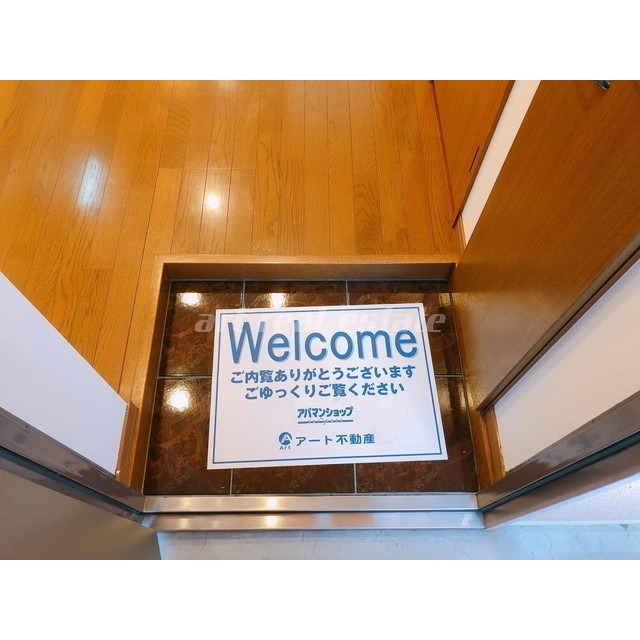 Welcome
ご内覧ありがとうございます
ごゆっくりご覧ください
アパマンショップ
Art アート不動産